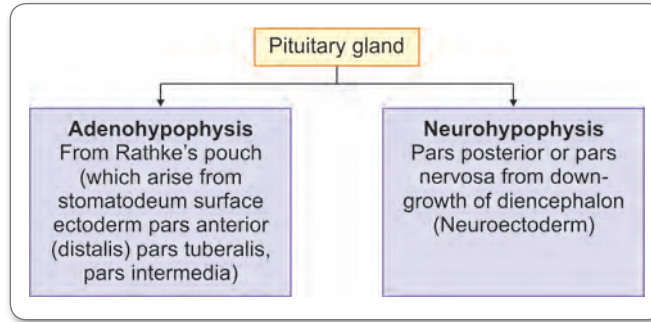 Pituitary gland
Adenohypophysis
From Rathke's pouch
(which arise from
stomatodeum surface
ectoderm pars anterior
(distalis) pars tuberalis,
pars intermedia)
Neurohypophysis
Pars posterior or pars
nervosa from down-
growth of diencephalon
(Neuroectoderm)